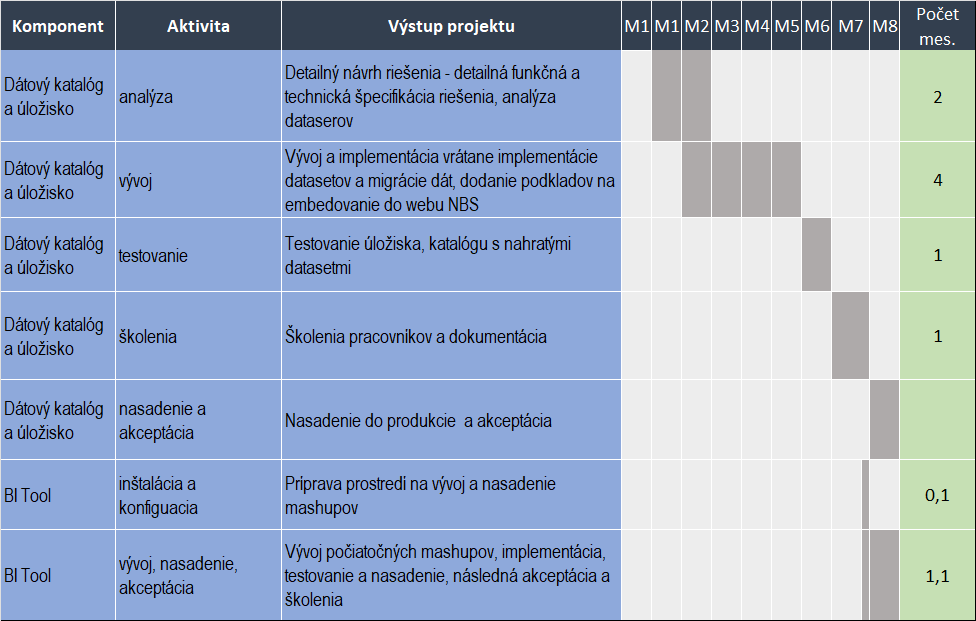 Komponent Aktivita Výstup projektu M1 M1 M2 M3 M4 M5 M6 M7 M8 Počet
mes.
Dátový katalóg
a úložisko
analýza
Detailný návrh riešenia - detailná funkčná a
technická špecifikácia riešenia, analýza
dataserov
2
Dátový katalóg
a úložisko
vývoj
Vývoj a implementácia vrátane implementácie
datasetov a migrácie dát, dodanie podkladov na
embedovanie do webu NBS
4
Dátový katalóg
a úložisko
testovanie
Testovanie úložiska, katalógu s nahratými
datasetmi
1
Dátový katalóg
a úložisko
školenia
Školenia pracovníkov a dokumentácia
1
Dátový katalóg
a úložisko
nasadenie a
akceptácia
Nasadenie do produkcie  a akceptácia
BI Tool
inštalácia a
konfiguacia
Príprava prostredí na vývoj a nasadenie
mashupov
0,1
BI Tool
vývoj, nasadenie,
akceptácia
Vývoj počiatočných mashupov, implementácia,
testovanie a nasadenie, následná akceptácia a
školenia
1,1